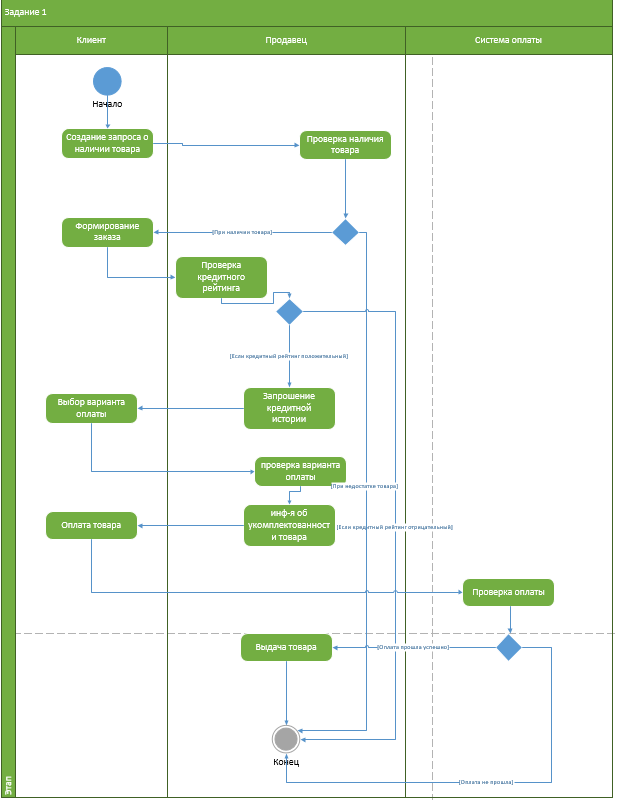 Задание 1
Клиент
Продавец
Система оплаты
Начало
Создание запроса о
наличии товара
Проверка наличия
товара
Формирование
заказа
[При наличии товара]
Проверка
кредитного
рейтинга
[Если кредитный рейтинг положительный]
Запрошение
кредитной
истории
Выбор варианта
оплаты
проверка варианта
оплаты
[При недостатке товара]
инф-я об
укомплектованност
и товара
Оплата товара
[Если кредитный рейтинг отрицательный]
Проверка оплаты
Выдача товара
[Оплата прошла успешно]
Конец
[Оплата не прошла]
Этап